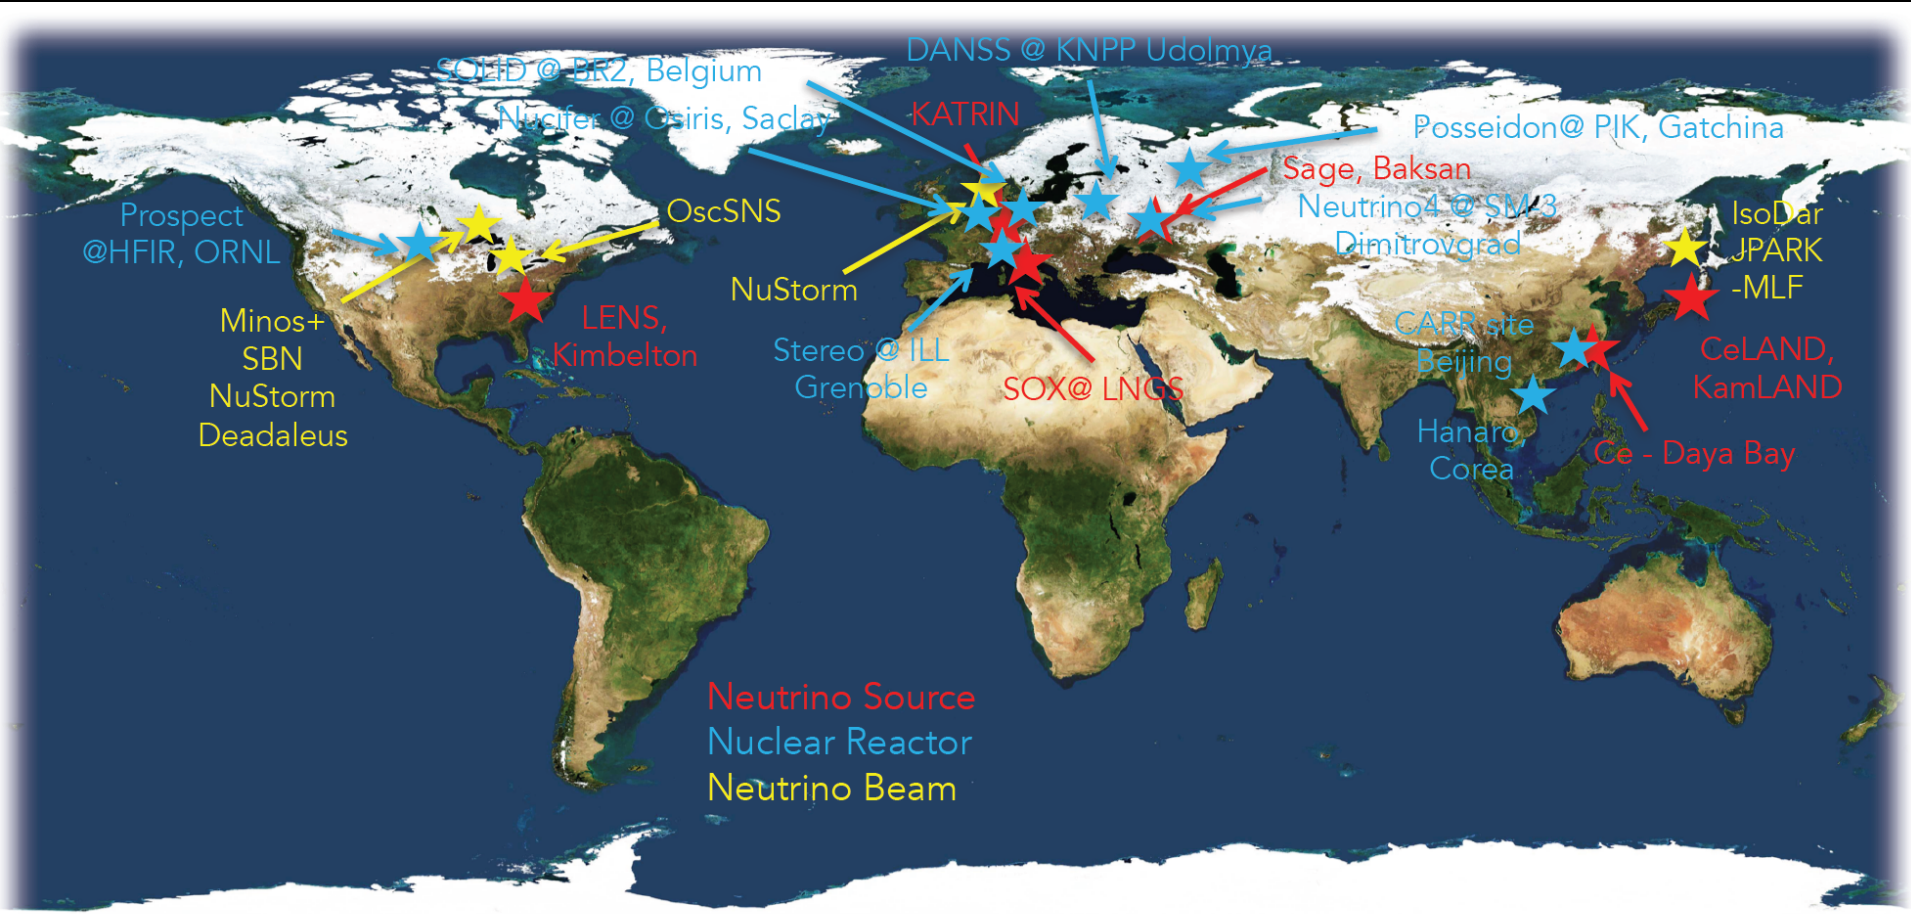 DANSS @ KNPP Udolmya
SOLID @ BR2, Belgium
Nucifer @ Osiris, Saclay
KATRIN
Posseidon@ PIK, Gatchina
Sage, Baksan
Neutrino4 @ SM-3
Dimitrovgrad
Prospect
@HFIR, ORNL
OscSNS
IsoDar
JPARK
-MLF
NuStorm
Minos+
SBN
NuStorm
Deadaleus
LENS,
Kimbelton
Stereo @ ILL
Grenoble
SOX@ LNGS
CARR site
Beijing
CeLAND,
KamLAND
Hanaro,
Corea
Ce - Daya Bay
Neutrino Source
Nuclear Reactor
Neutrino Beam